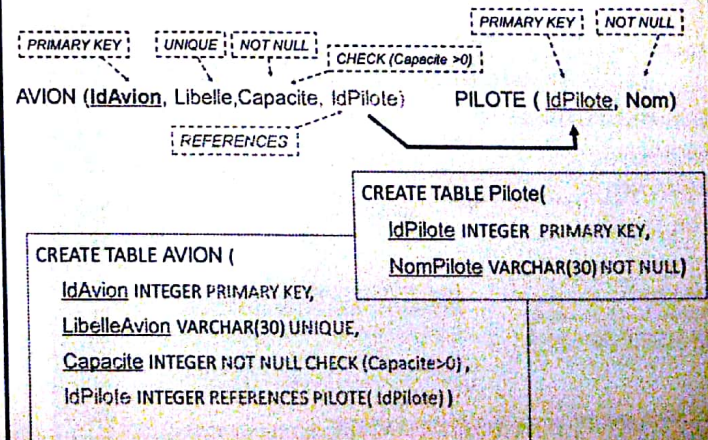 PRIMARY KEY NOT NULL
PRIMARY KEY UNIQUE NOT NULL
CHECK (Capacite >0)
AVION (IdAvion, Libelle,Capacite, IdPilote) PILOTE ( IdPilote, Nom)
REFERENCES
CREATE TABLE Pilote(
IdPilote INTEGER PRIMARY KEY,
NomPilote VARCHAR(30) NOT NULL)
CREATE TABLE AVION (
IdAvion INTEGER PRIMARY KEY,
LibelleAvion VARCHAR(30) UNIQUE,
Capacite INTEGER NOT NULL CHECK (Capacite>0),
IdPilote INTEGER REFERENCES PILOTE( IdPilote) )